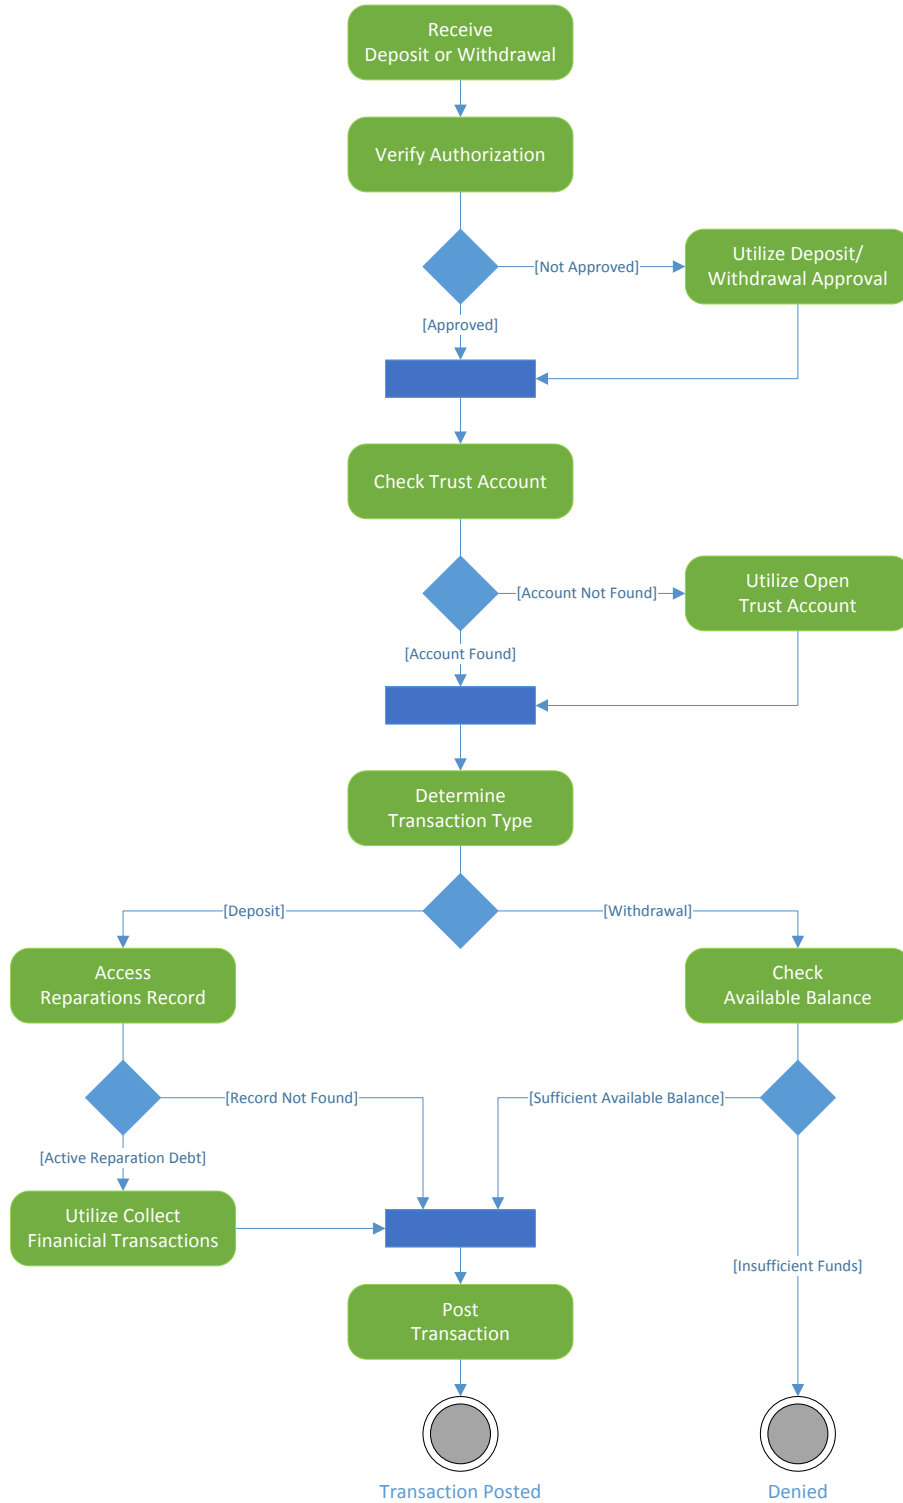 Receive
Deposit or Withdrawal
Verify Authorization
[Not Approved]
Utilize Deposit/
Withdrawal Approval
[Approved]
Check Trust Account
[Account Not Found]
Utilize Open
Trust Account
[Account Found]
Determine
Transaction Type
[Deposit]
[Withdrawal]
Access
Reparations Record
Check
Available Balance
[Record Not Found]
[Sufficient Available Balance]
[Active Reparation Debt]
Utilize Collect
Finanicial Transactions
[Insufficient Funds]
Post
Transaction
Transaction Posted
Denied